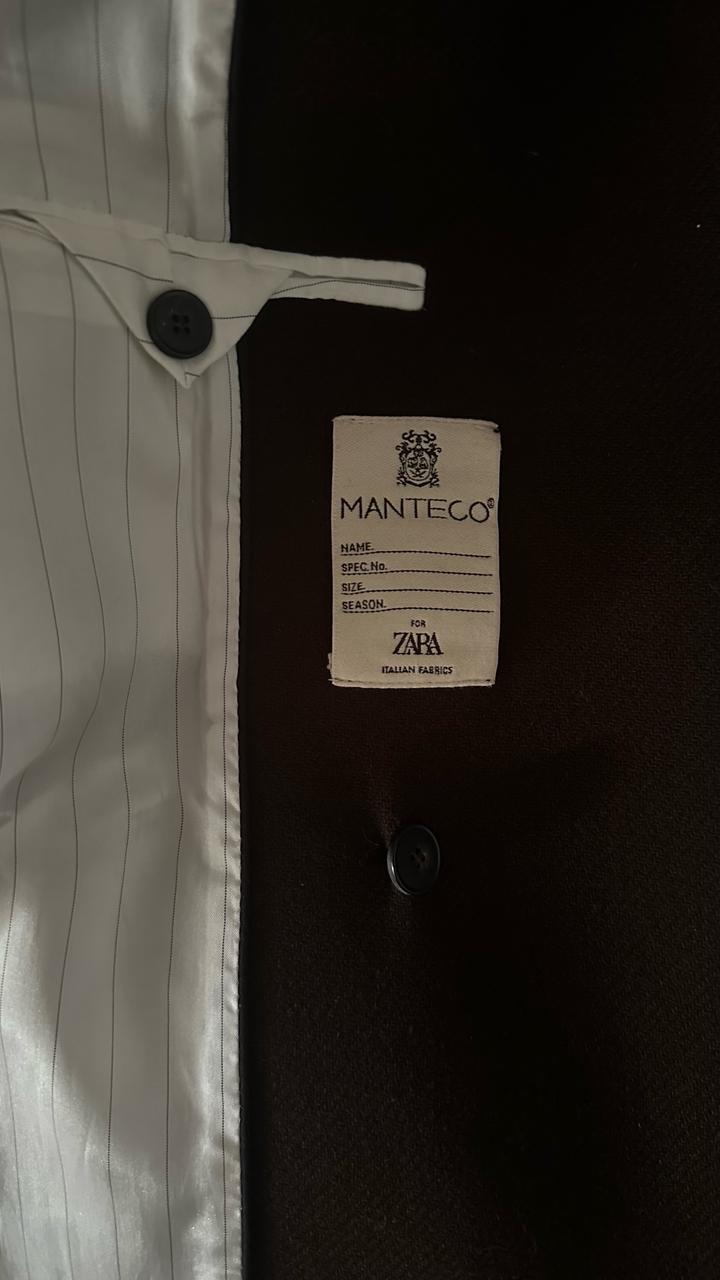 MANTECO®
NAME.
SPEC.No.
SIZE.
SEASON.
FOR
ZARA
ITALIAN FABRICS